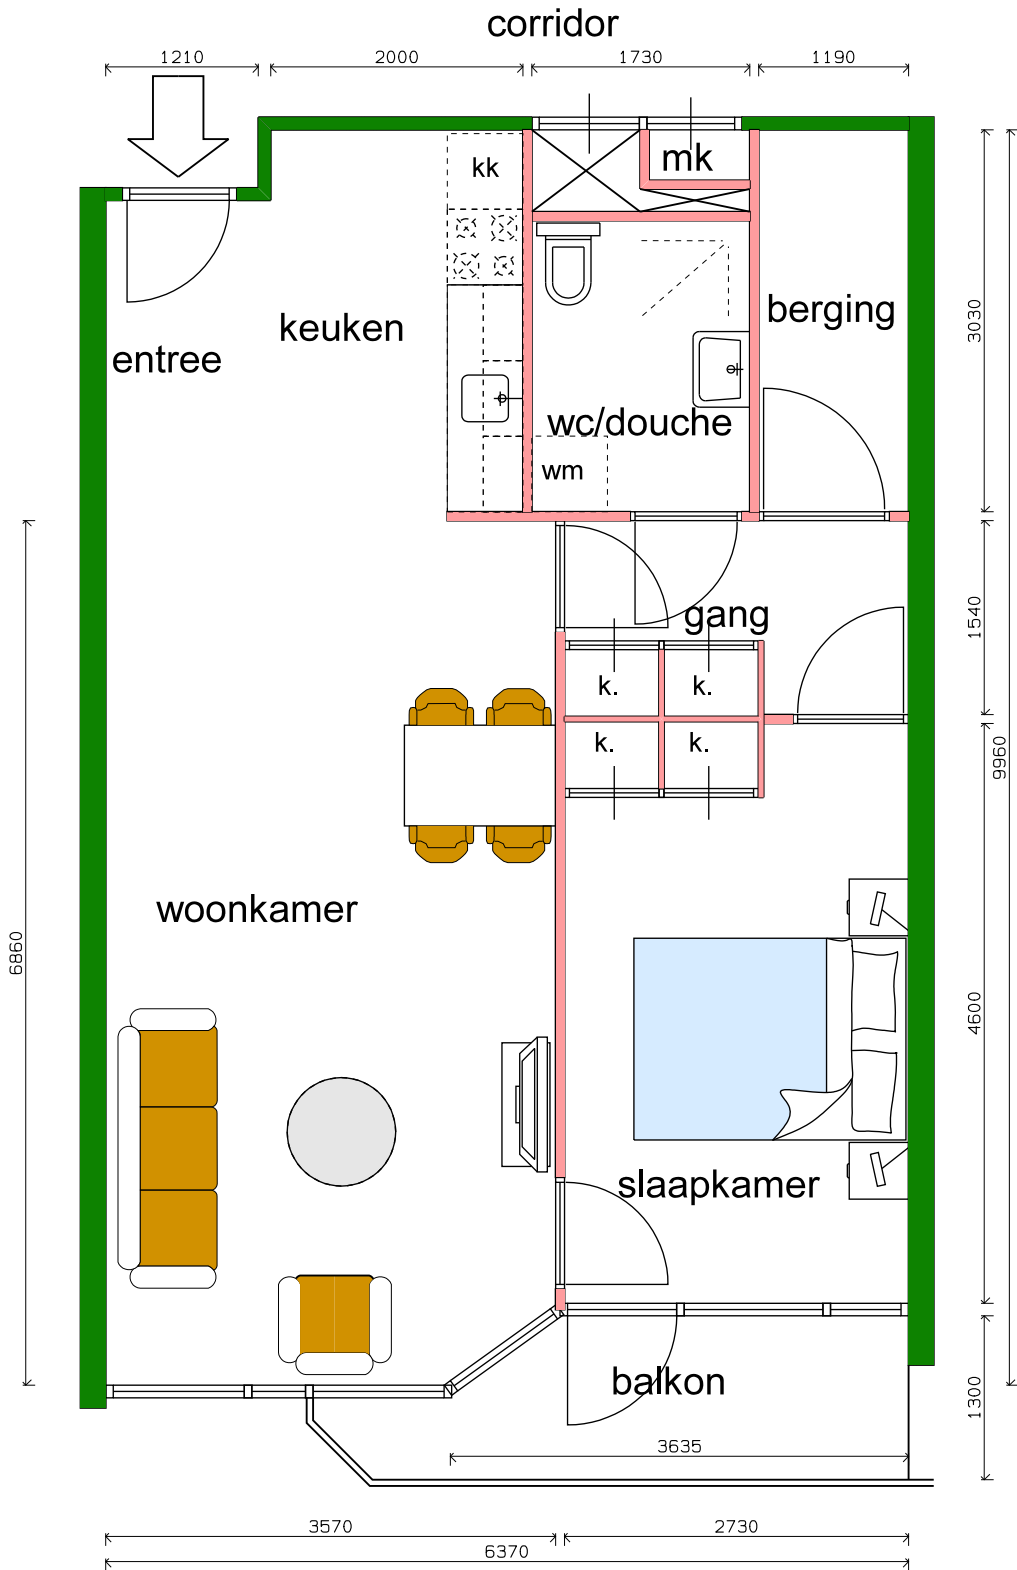 corridor
1210
2000
1730
1190
kk
mk
keuken
berging
entree
3030
wc/douche
wm
gang
1540
k.
k.
k.
k.
9960
woonkamer
6860
4600
slaapkamer
balkon
1300
3635
3570
2730
6370